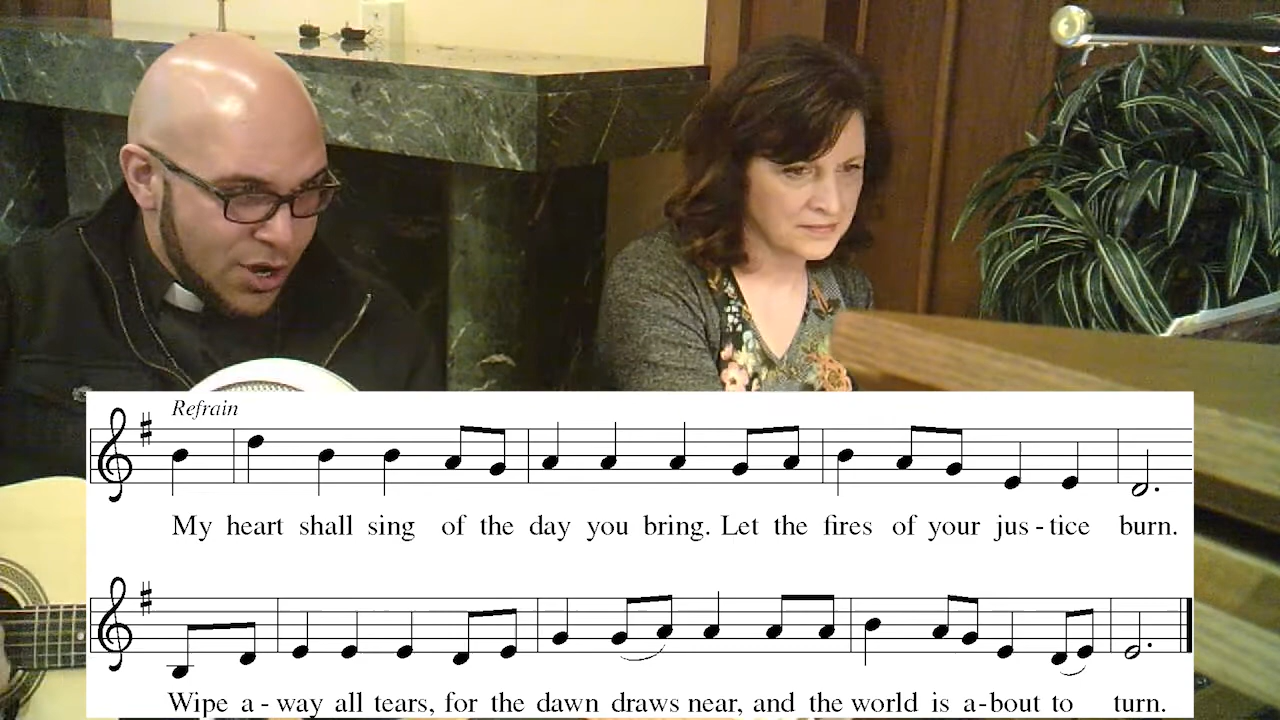 Refrain
My heart shall sing of the day you bring. Let the fires of your jus - tice burn.
Wipe a - way all tears, for the dawn draws near, and the world is a - bout to turn.